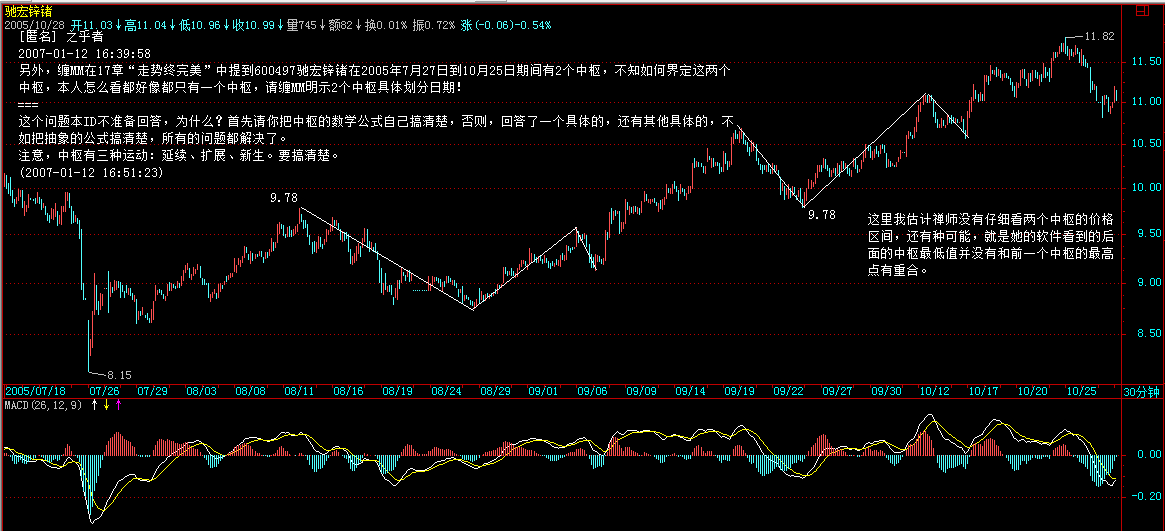 驰宏锌锗
2005/10/28 开11.03↓高11.04↓低10.96↓收10.99↓量745↓额82↓换0.01% 振0.72% 涨(-0.06)-0.54%
日
[匿名] 之乎者
2007-01-12 16:39:58
另外，缠MM在17章“走势终完美”中提到600497驰宏锌锗在2005年7月27日到10月25日期间有2个中枢，不知如何界定这两个
中枢，本人怎么看都好像都只有一个中枢，请缠MM明示2个中枢具体划分日期！
===
这个问题本ID不准备回答，为什么？首先请你把中枢的数学公式自己搞清楚，否则，回答了一个具体的，还有其他具体的，不
如把抽象的公式搞清楚，所有的问题都解决了。
注意，中枢有三种运动：延续、扩展、新生。要搞清楚。
(2007-01-12 16:51:23)
11.82
11.50
11.00
10.50
10.00
9.50
9.00
8.50
9.78
9.78
8.15
这里我估计禅师没有仔细看两个中枢的价格
区间，还有种可能，就是她的软件看到的后
面的中枢最低值并没有和前一个中枢的最高
点有重合。
2005/07/18 07/26 07/29 08/03 08/08 08/11 08/16 08/19 08/24 08/29 09/01 09/06 09/09 09/14 09/19 09/22 09/27 09/30 10/12 10/17 10/20 10/25 30分钟
MACD(26,12,9) ↑ ↓ ↑
0.00
-0.20